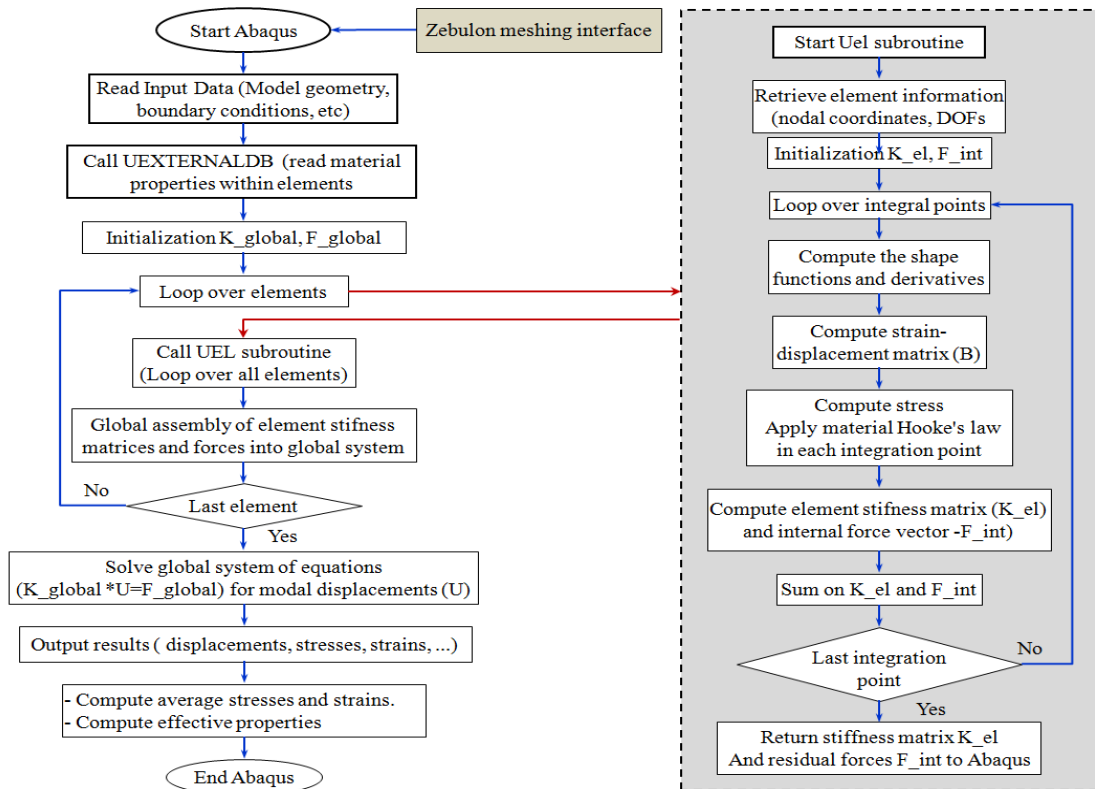 Start Abaqus
Zebulon meshing interface
Read Input Data (Model geometry,
boundary conditions, etc)
Call UEXTERNALDB (read material
properties within elements
Initialization K_global, F_global
Loop over elements
Call UEL subroutine
(Loop over all elements)
Global assembly of element stifness
matrices and forces into global system
No
Last element
Yes
Solve global system of equations
(K_global *U=F_global) for modal displacements (U)
Output results ( displacements, stresses, strains, ...)
- Compute average stresses and strains.
- Compute effective properties
End Abaqus
Start Uel subroutine
Retrieve element information
(nodal coordinates, DOFs
Initialization K_el, F_int
Loop over integral points
Compute the shape
functions and derivatives
Compute strain-
displacement matrix (B)
Compute stress
Apply material Hooke's law
in each integration point
Compute element stifness matrix (K_el)
and internal force vector -F_int)
Sum on K_el and F_int
Last integration
point
No
Yes
Return stiffness matrix K_el
And residual forces F_int to Abaqus